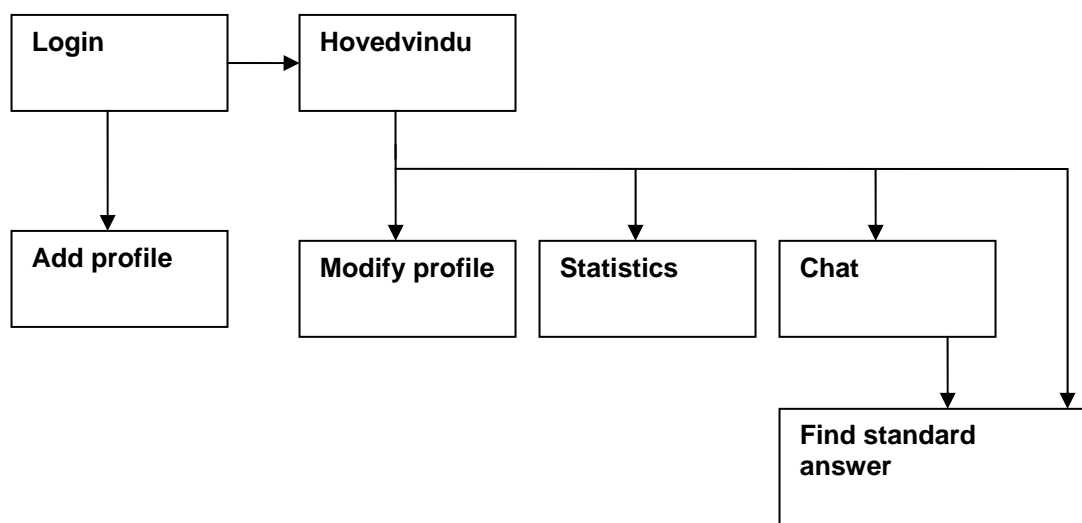 Login
Hovedvindu
Add profile
Modify profile
Statistics
Chat
Find standard
answer